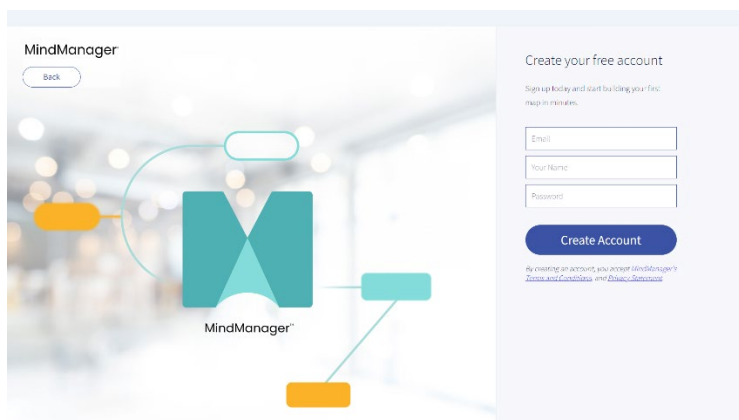 MindManager
Back
MindManager™
Create your free account
Sign up today and start building your first
map in minutes.
Email
Your Name
Password
Create Account
By creating an account, you accept MindManager's
Terms and Conditions, and Privacy Statement